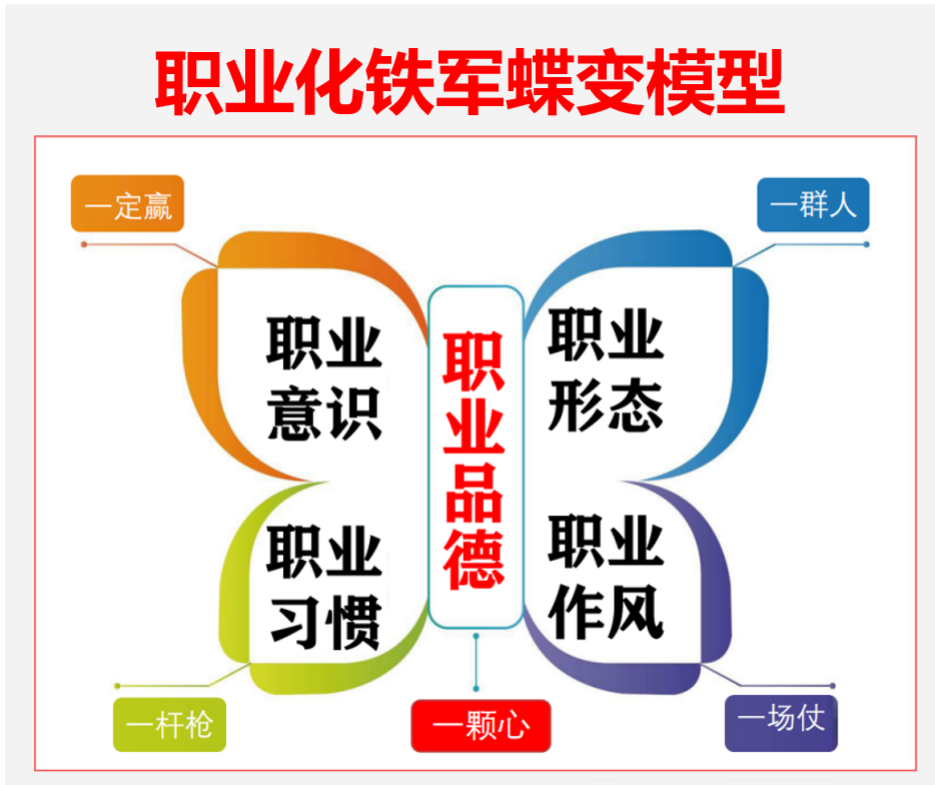 职业化铁军蝶变模型
一定赢
一群人
职业
意识
职业品德
职业
形态
职业
习惯
职业
作风
一杆枪
一颗心
一场仗